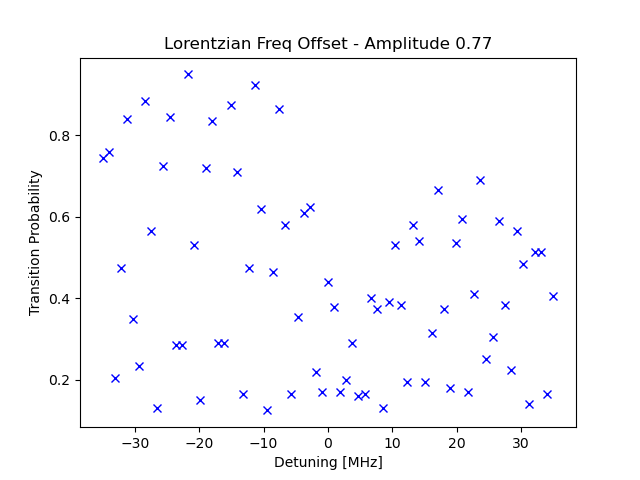 Lorentzian Freq Offset - Amplitude 0.77
Transition Probability
0.8
0.6
0.4
0.2
−30 −20 −10 0 10 20 30
Detuning [MHz]